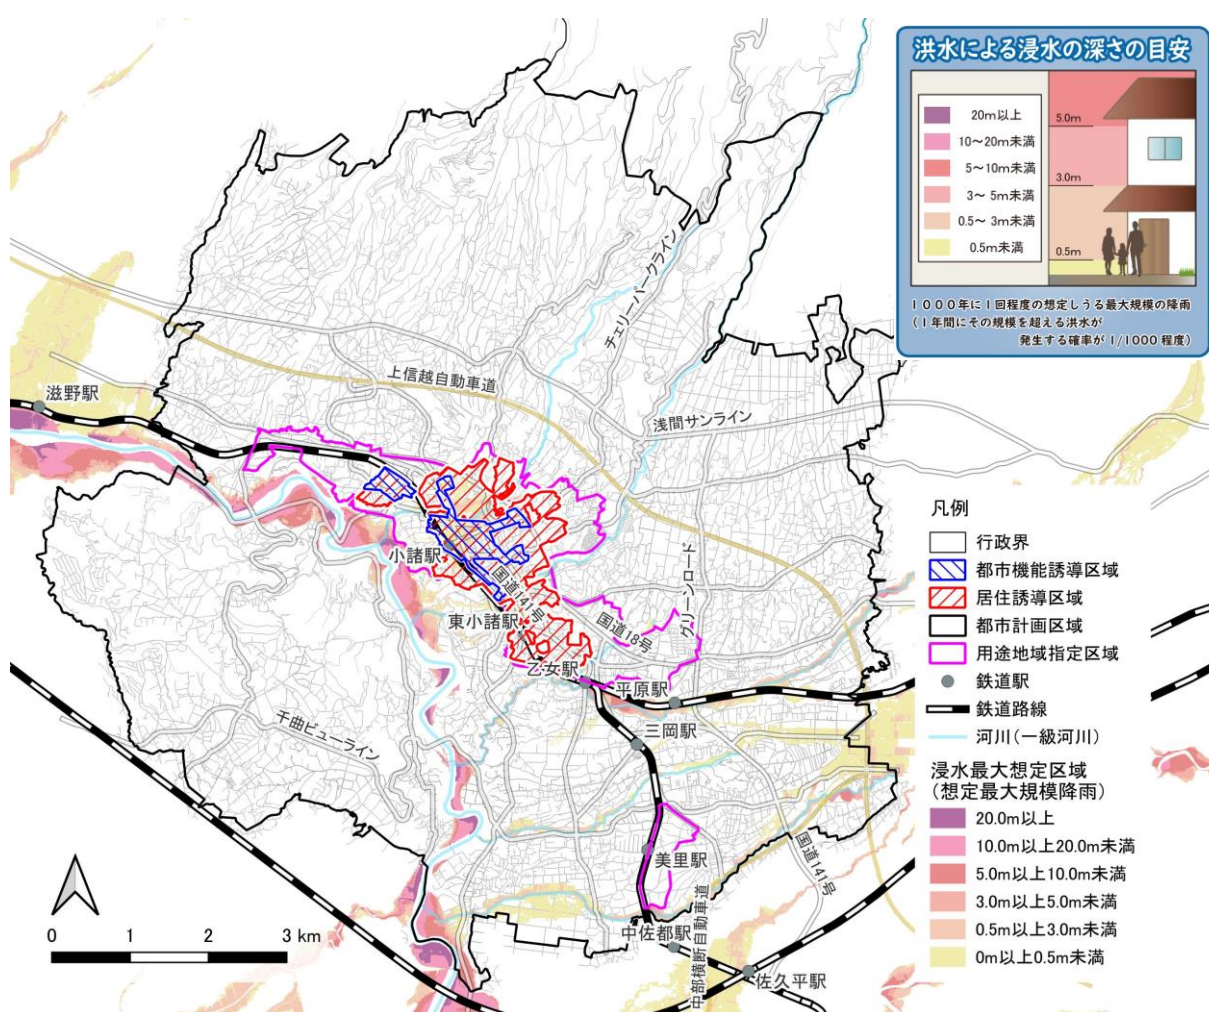 洪水による浸水の深さの目安
20m以上
10～20m未満
5～10m未満
3～ 5m未満
0.5～ 3m未満
0.5m未満
5.0m
3.0m
0.5m
1000年に1回程度の想定しうる最大規模の降雨
(1年間にその規模を超える洪水が
発生する確率が1/1000程度)
チェリーパークライン
上信越自動車道
滋野駅
浅間サンライン
小諸駅
国道141号
グリーンロード
東小諸駅
国道18号
乙女駅
平原駅
三岡駅
千曲ビューライン
美里駅
国道141号
中部横断自動車道
中佐都駅
佐久平駅
0 1 2 3 km
凡例
行政界
都市機能誘導区域
居住誘導区域
都市計画区域
用途地域指定区域
鉄道駅
鉄道路線
河川(一級河川)
浸水最大想定区域
(想定最大規模降雨)
20.0m以上
10.0m以上20.0m未満
5.0m以上10.0m未満
3.0m以上5.0m未満
0.5m以上3.0m未満
0m以上0.5m未満